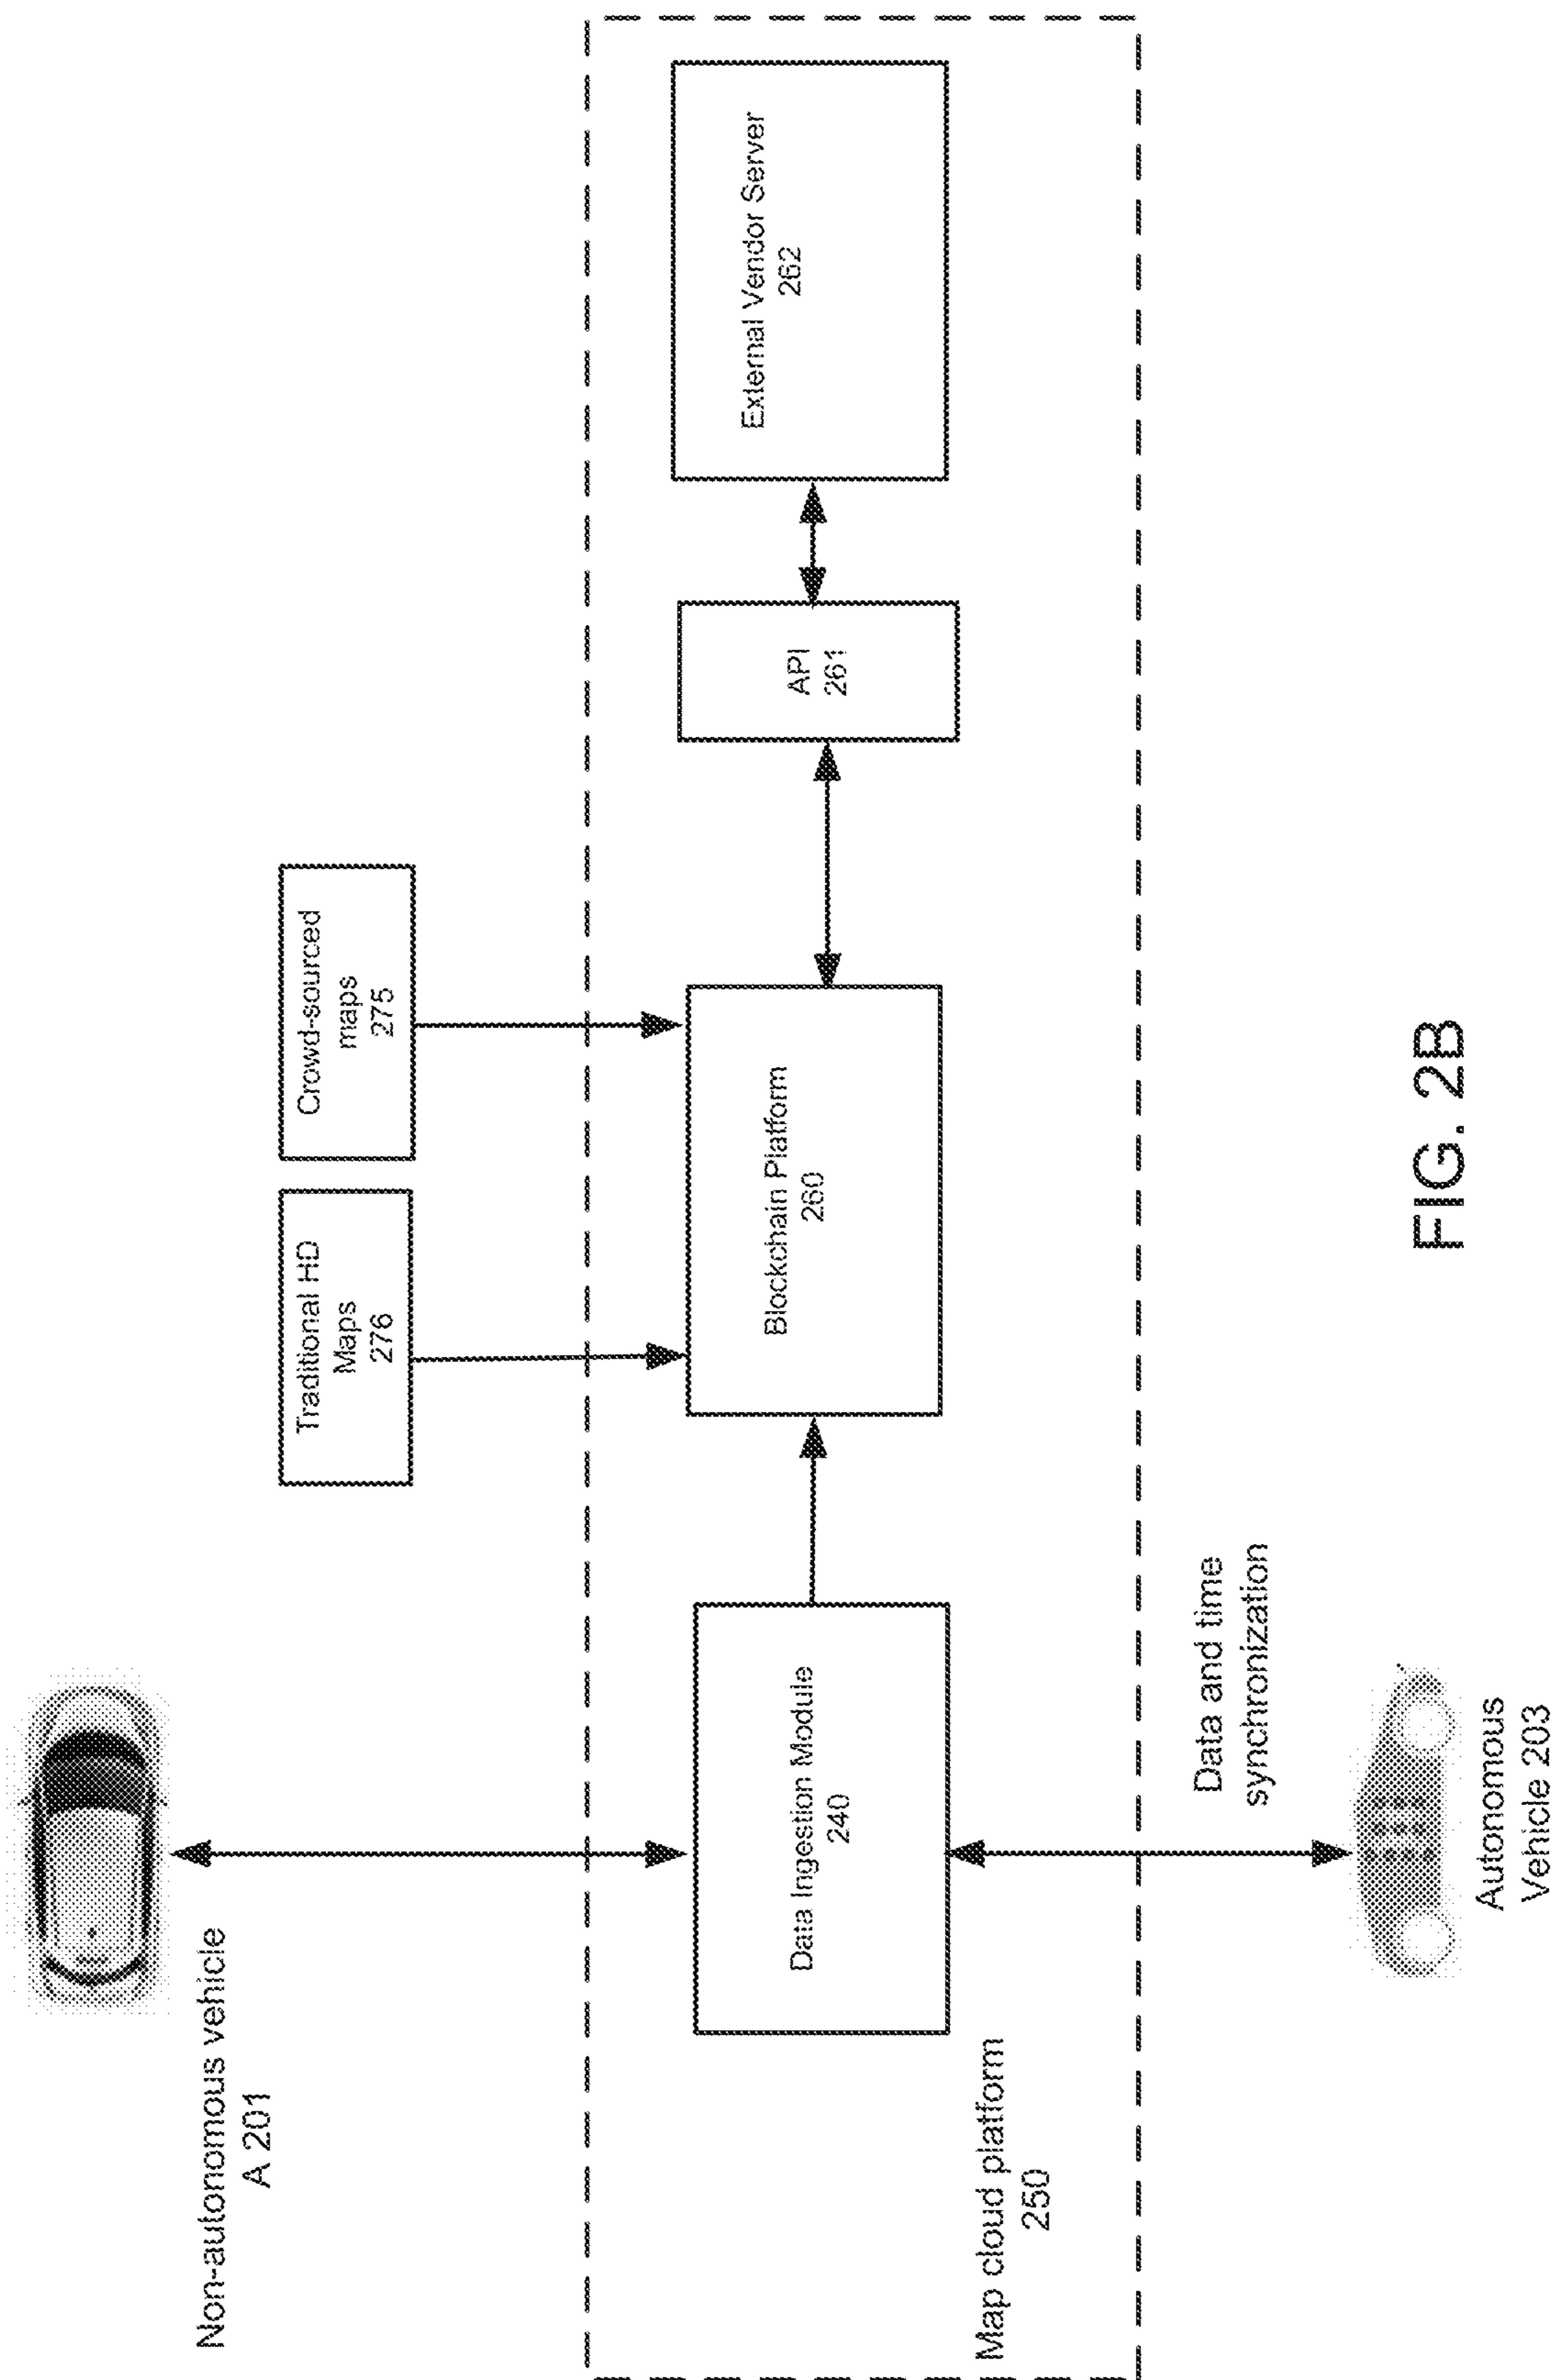 Non-autonomous vehicle
A 201
Traditional HD
Maps
276
Crowd-sourced
maps
275
Data Ingestion Module
240
Blockchain Platform
260
API
261
External Vendor Server
262
Map cloud platform
250
Data and time
synchronization
Autonomous
Vehicle 203
FIG. 2B